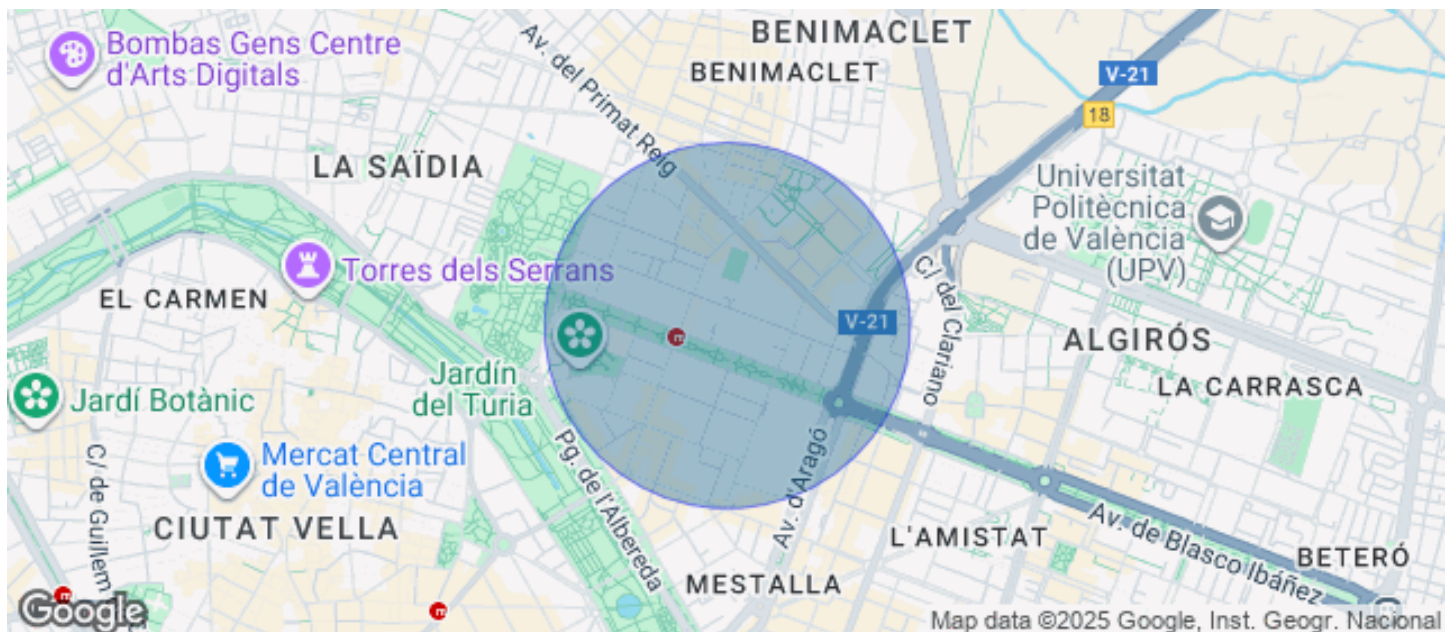 Bombas Gens Centre
d'Arts Digitals
BENIMACLET
BENIMACLET
V-21
18
Av. del Primat Reig
LA SAÏDIA
Universitat
Politècnica
de València
(UPV)
Torres dels Serrans
EL CARMEN
V-21
C/ del Clariano
ALGIRÓS
LA CARRASCA
Jardín
del Turia
Jardí Botànic
Mercat Central
de València
C/ de Guillem
Pg. de l'Albereda
Av. d'Aragó
CIUTAT VELLA
L'AMISTAT
Av. de Blasco Ibáñez
BETERÓ
MESTALLA
Google
Map data ©2025 Google, Inst. Geogr. Nacional